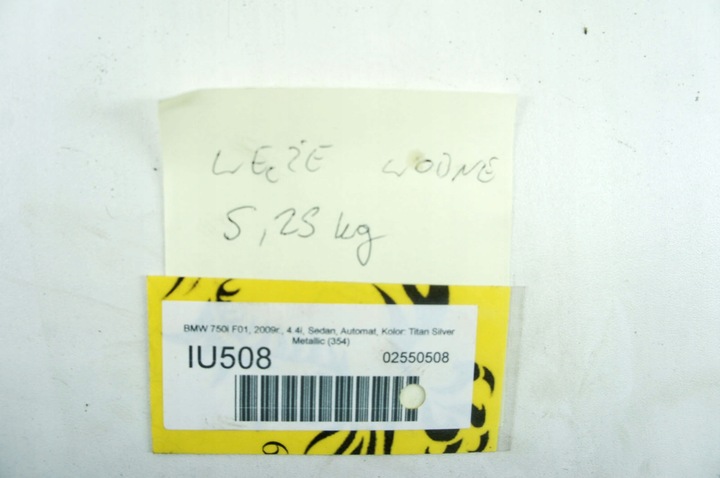 WĘŻE WODNE
5,25 kg
BMW 750i F01, 2009r., 4.4i, Sedan, Automat, Kolor: Titan Silver
Metallic (354)
IU508 02550508